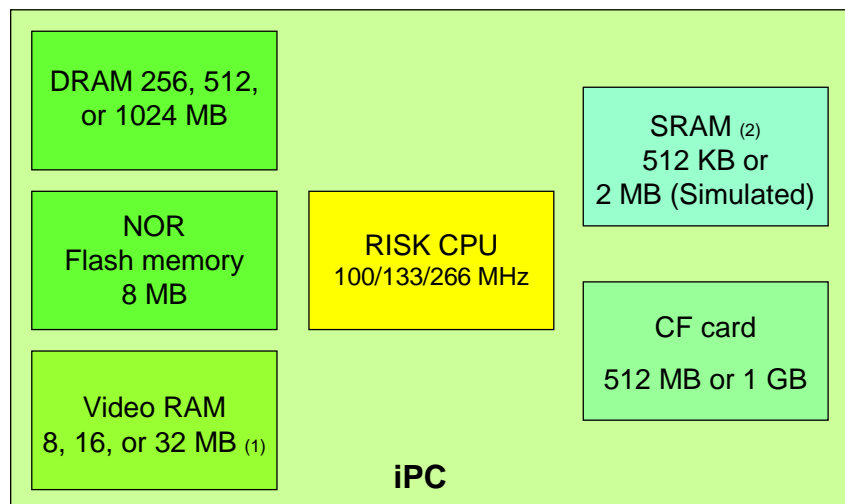 DRAM 256, 512,
or 1024 MB
NOR
Flash memory
8 MB
Video RAM
8, 16, or 32 MB (1)
RISK CPU
100/133/266 MHz
SRAM (2)
512 KB or
2 MB (Simulated)
CF card
512 MB or 1 GB
iPC